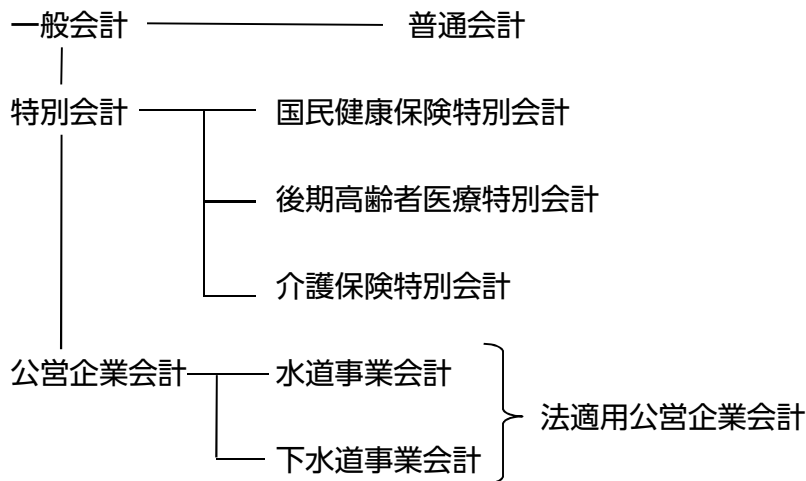 一般会計 普通会計
特別会計 国民健康保険特別会計
後期高齢者医療特別会計
介護保険特別会計
公営企業会計 水道事業会計
法適用公営企業会計
下水道事業会計